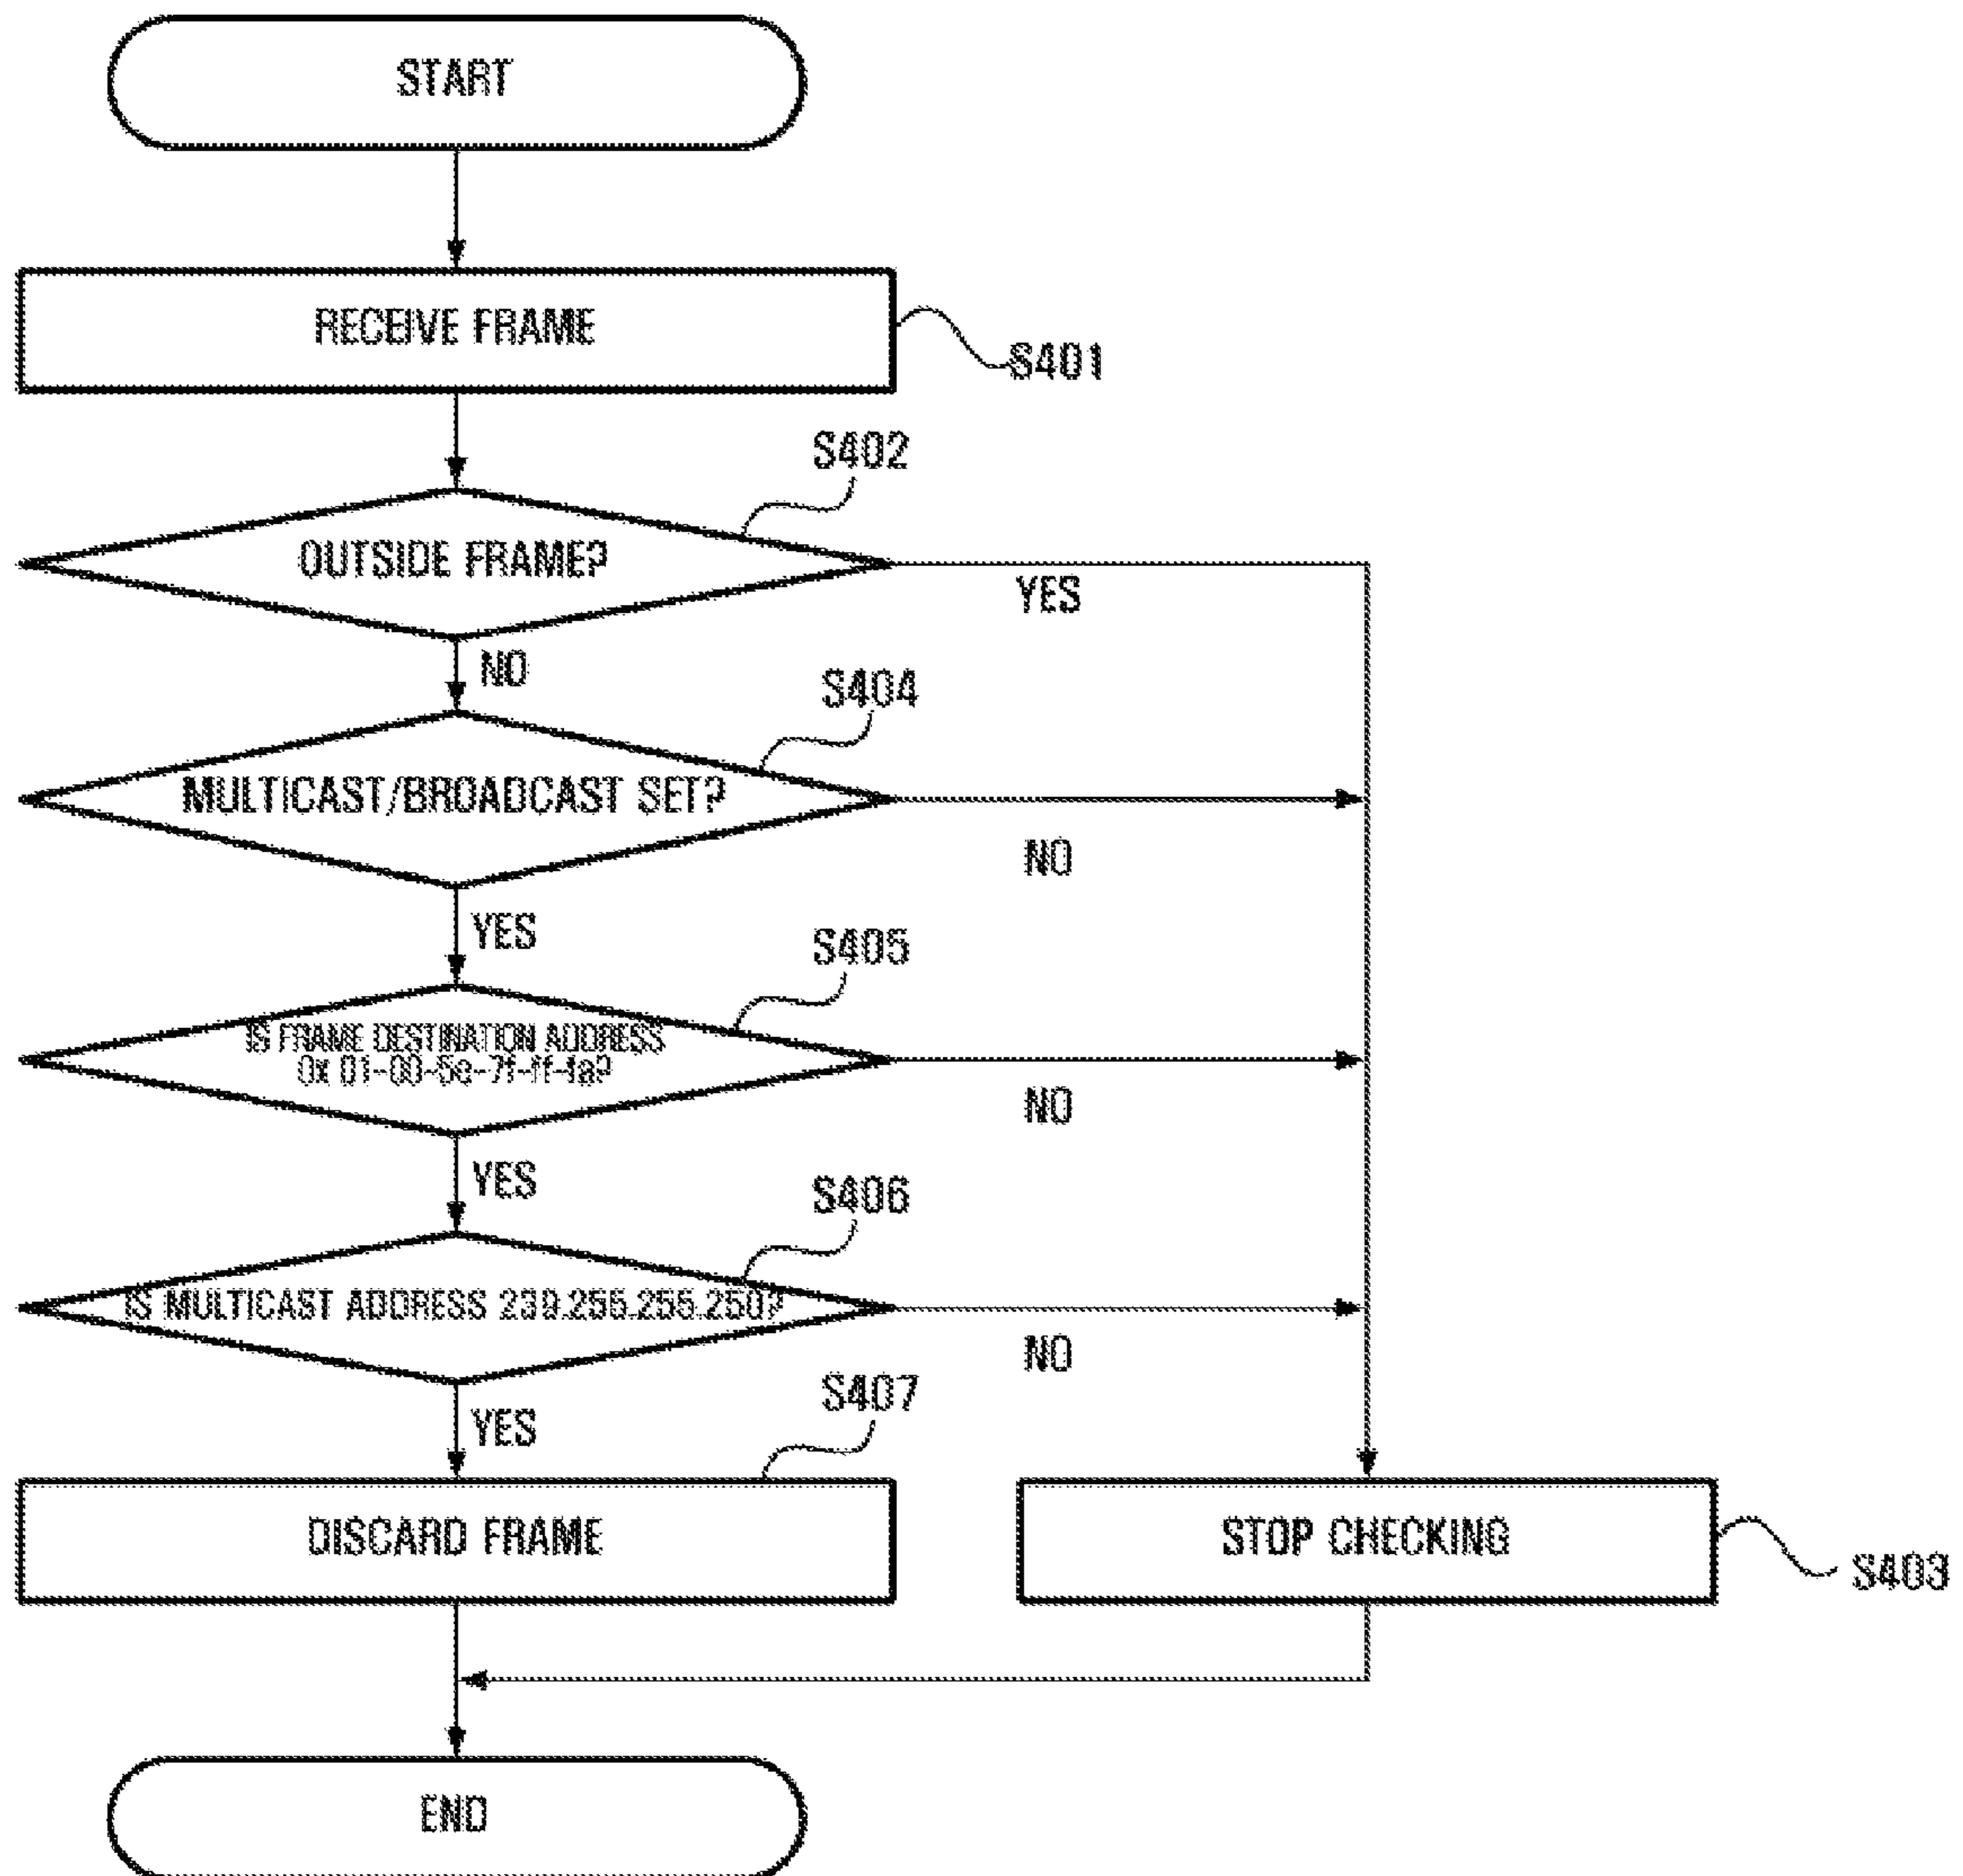 START
RECEIVE FRAME
S401
S402
OUTSIDE FRAME?
YES
NO
S404
MULTICAST/BROADCAST SET?
NO
YES
S405
IS FRAME DESTINATION ADDRESS
0x 01-00-5e-7f-ff-fa?
NO
YES
S406
IS MULTICAST ADDRESS 239.255.255.250?
NO
YES
S407
DISCARD FRAME
STOP CHECKING
S403
END